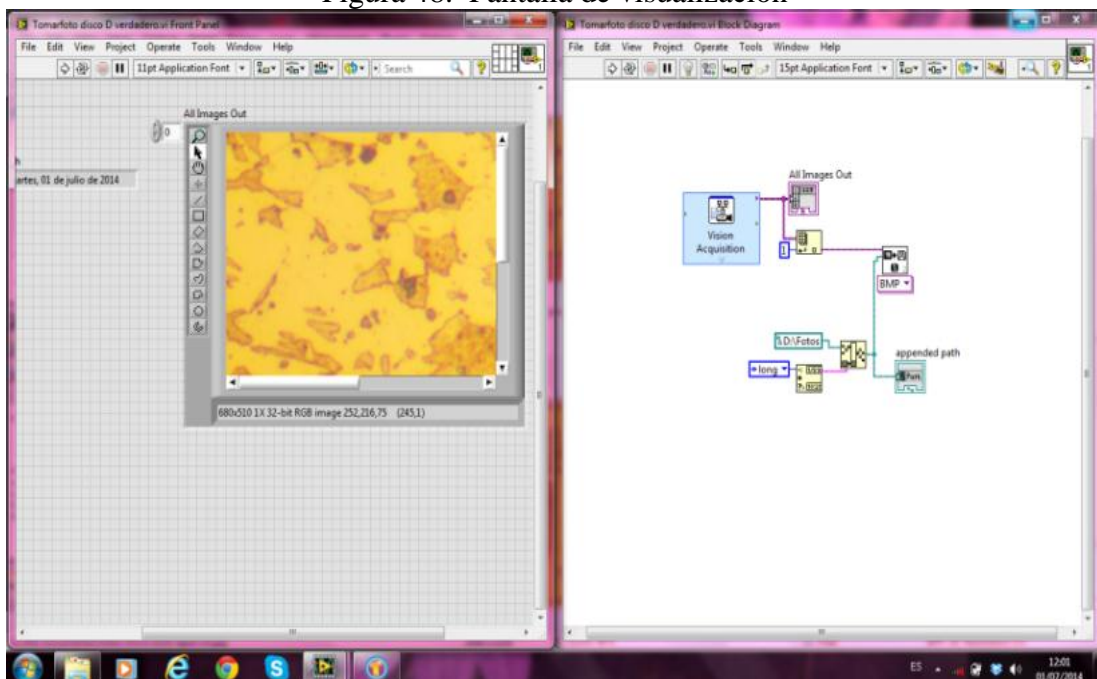 Figura 48. Pantalla de visualización
Tomarfoto disco D verdadero.vi Front Panel
File Edit View Project Operate Tools Window Help
11pt Application Font
Search
All Images Out
0
h
artes, 01 de julio de 2014
680x510 1X 32-bit RGB image 252,216,75 (245,1)
Tomarfoto disco D verdadero.vi Block Diagram
File Edit View Project Operate Tools Window Help
15pt Application Font
All Images Out
Vision
Acquisition
1
BMP
D:\Fotos
long
appended path
Path
ES
12:01
01/07/2014